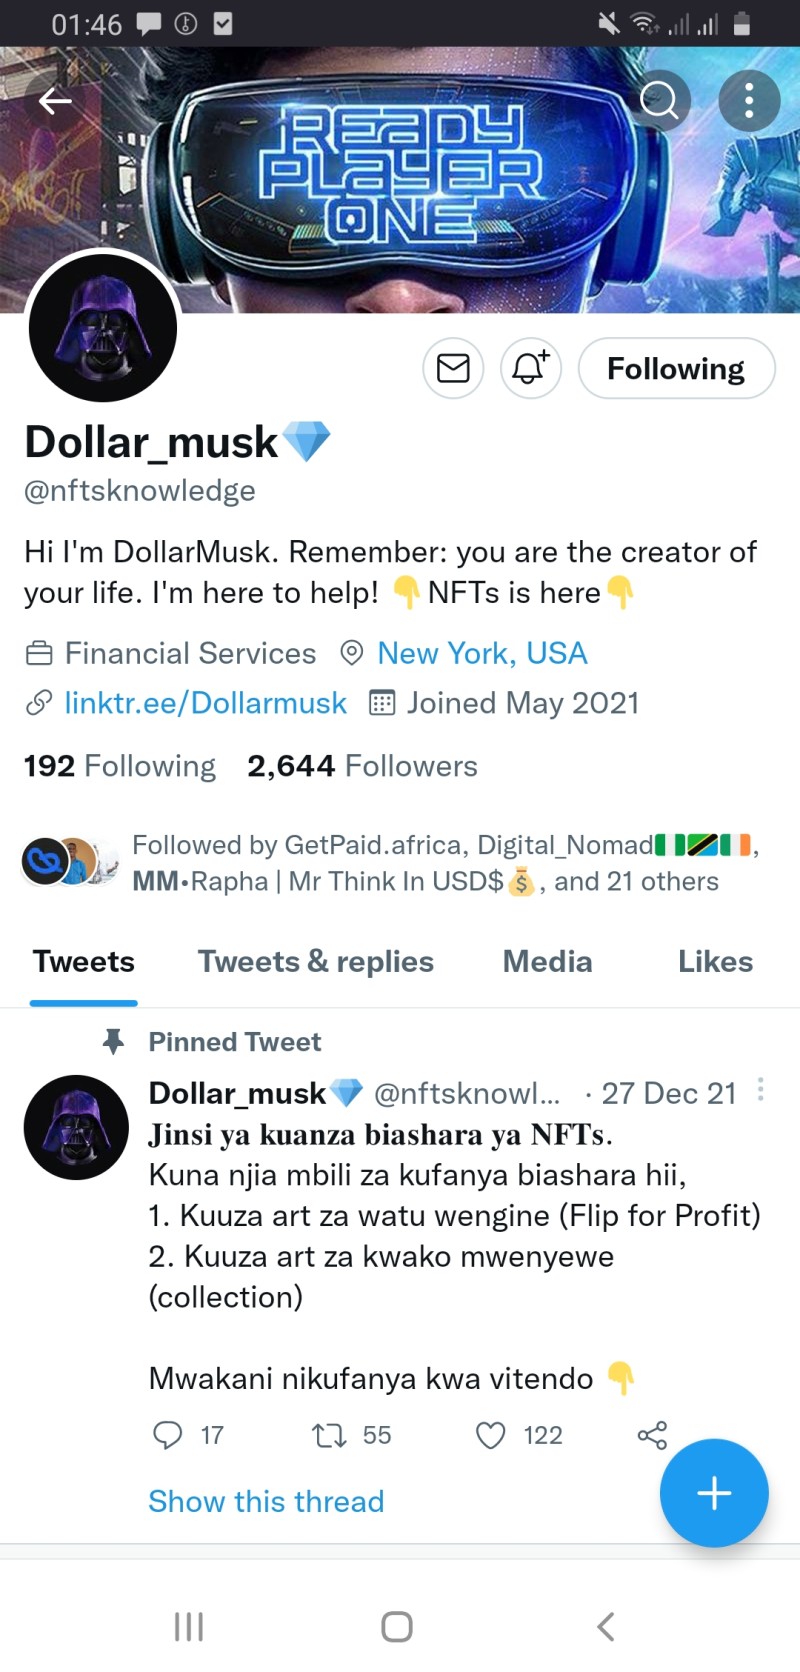 01:46
READY
PLAYER
ONE
Following
Dollar_musk💎
@nftsknowledge
Hi I'm DollarMusk. Remember: you are the creator of
your life. I'm here to help! 👇NFTs is here👇
Financial Services New York, USA
linktr.ee/Dollarmusk Joined May 2021
192 Following 2,644 Followers
Followed by GetPaid.africa, Digital_Nomad🇳🇬🇹🇿🇮🇪,
MM•Rapha | Mr Think In USD$💰, and 21 others
Tweets Tweets & replies Media Likes
Pinned Tweet
Dollar_musk💎 @nftsknowl... · 27 Dec 21
𝐉𝐢𝐧𝐬𝐢 𝐲𝐚 𝐤𝐮𝐚𝐧𝐳𝐚 𝐛𝐢𝐚𝐬𝐡𝐚𝐫𝐚 𝐲𝐚 𝐍𝐅𝐓𝐬.
Kuna njia mbili za kufanya biashara hii,
1. Kuuza art za watu wengine (Flip for Profit)
2. Kuuza art za kwako mwenyewe
(collection)
Mwakani nikufanya kwa vitendo 👇
17 55 122
Show this thread